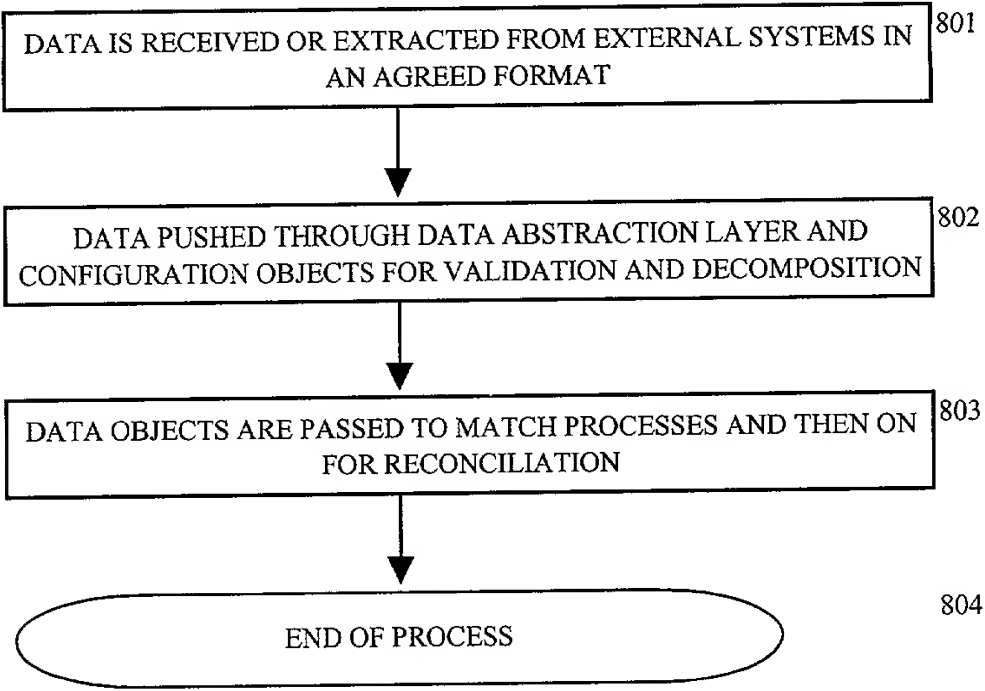 DATA IS RECEIVED OR EXTRACTED FROM EXTERNAL SYSTEMS IN
AN AGREED FORMAT
801
DATA PUSHED THROUGH DATA ABSTRACTION LAYER AND
CONFIGURATION OBJECTS FOR VALIDATION AND DECOMPOSITION
802
DATA OBJECTS ARE PASSED TO MATCH PROCESSES AND THEN ON
FOR RECONCILIATION
803
END OF PROCESS
804